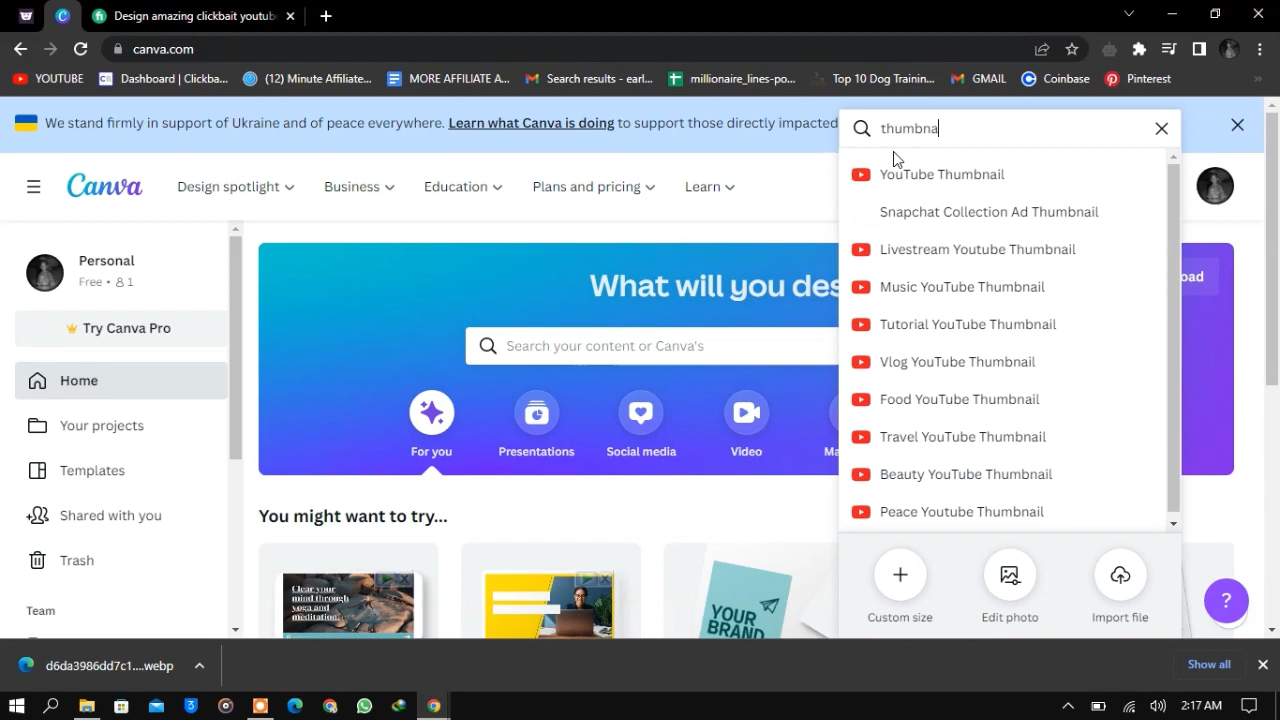 Design amazing clickbait youtub
canva.com
YOUTUBE
Dashboard | Clickba...
(12) Minute Affiliate...
MORE AFFILIATE A...
Search results - earl...
millionaire_lines-po...
Top 10 Dog Trainin...
GMAIL
Coinbase
Pinterest
We stand firmly in support of Ukraine and of peace everywhere. Learn what Canva is doing to support those directly impacted
thumbna
Canva
Design spotlight
Business
Education
Plans and pricing
Learn
YouTube Thumbnail
Snapchat Collection Ad Thumbnail
Livestream Youtube Thumbnail
Music YouTube Thumbnail
Tutorial YouTube Thumbnail
Vlog YouTube Thumbnail
Food YouTube Thumbnail
Travel YouTube Thumbnail
Beauty YouTube Thumbnail
Peace Youtube Thumbnail
Custom size
Edit photo
Import file
Personal
Free • 1
Try Canva Pro
Home
Your projects
Templates
Shared with you
Trash
Team
What will you des
oad
Search your content or Canva's
For you
Presentations
Social media
Video
Ma
You might want to try...
Clear your
mind through
yoga and
meditation.
YOUR
BRAND
?
d6da3986dd7c1....webp
Show all
2:17 AM